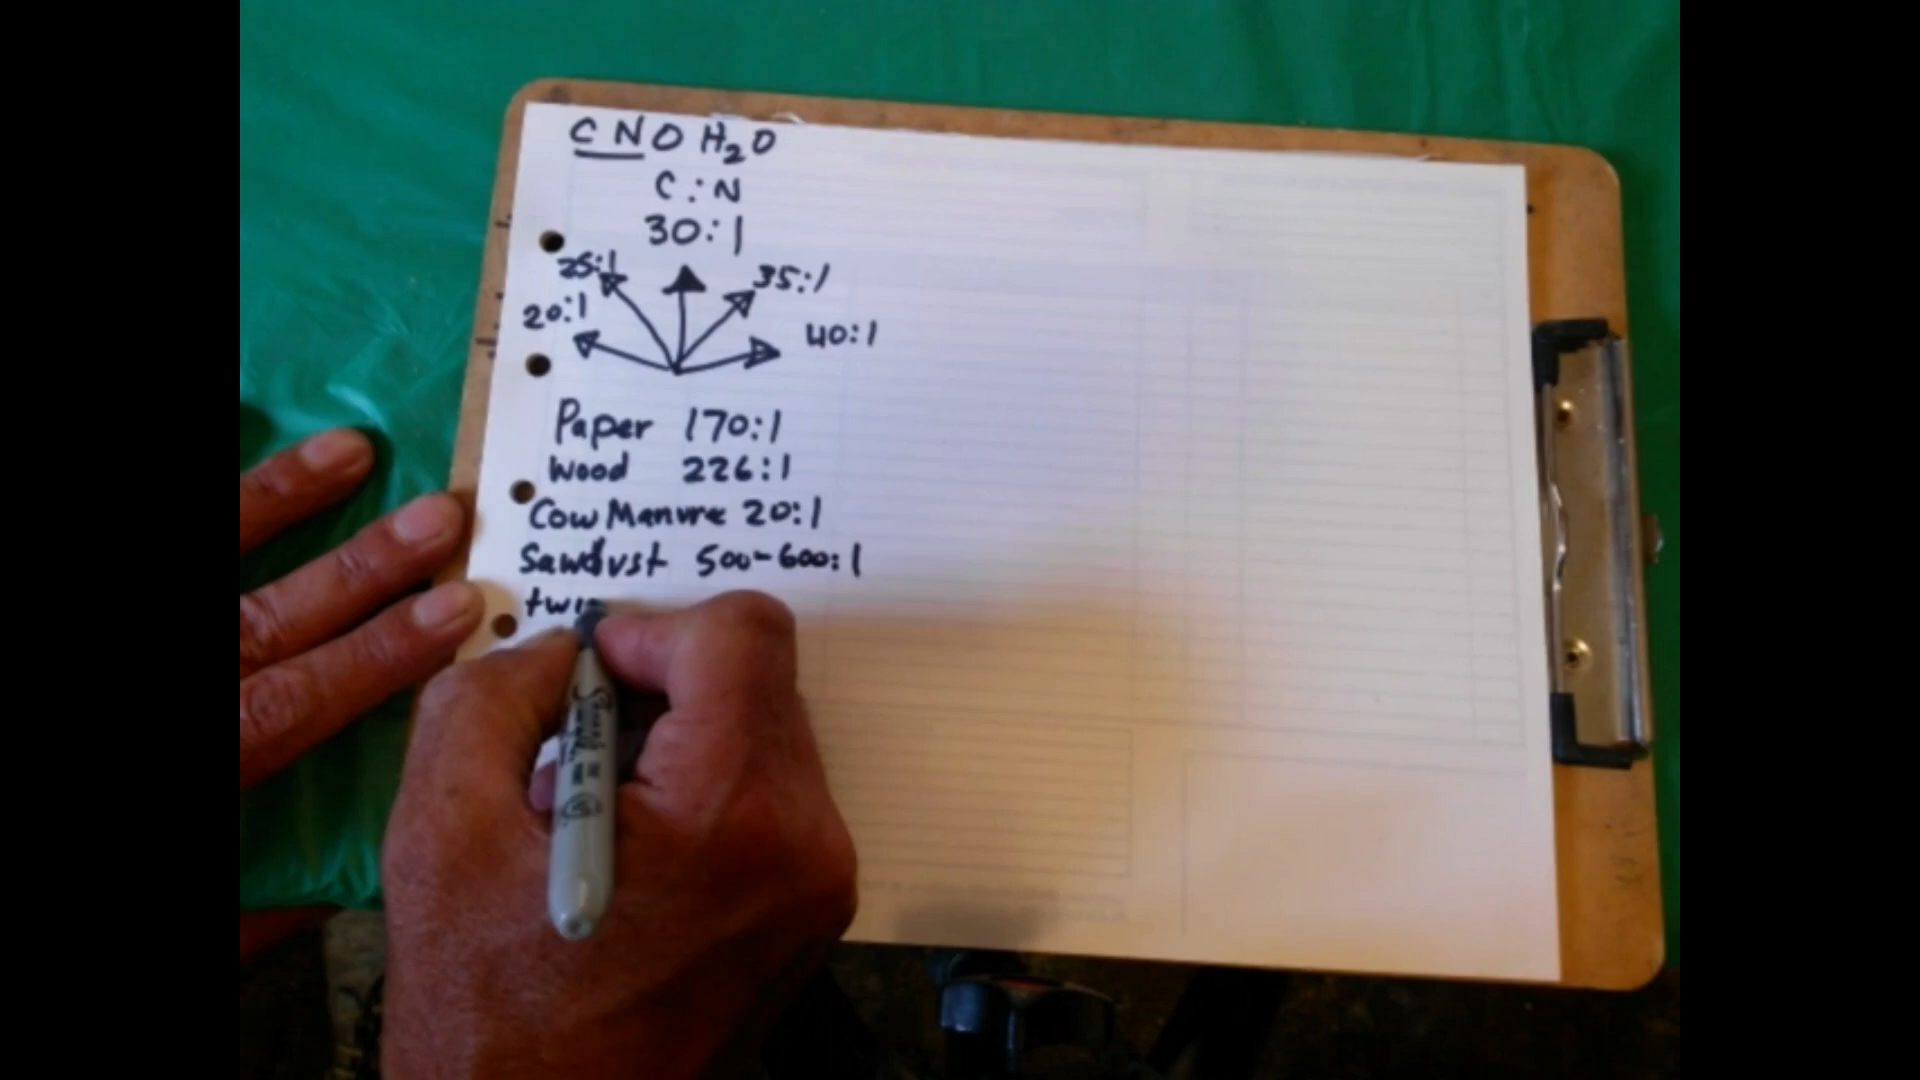 C N O H2O
C:N
30:1
25:1
35:1
20:1
40:1
Paper 170:1
Wood 226:1
Cow Manure 20:1
Sawdust 500-600:1